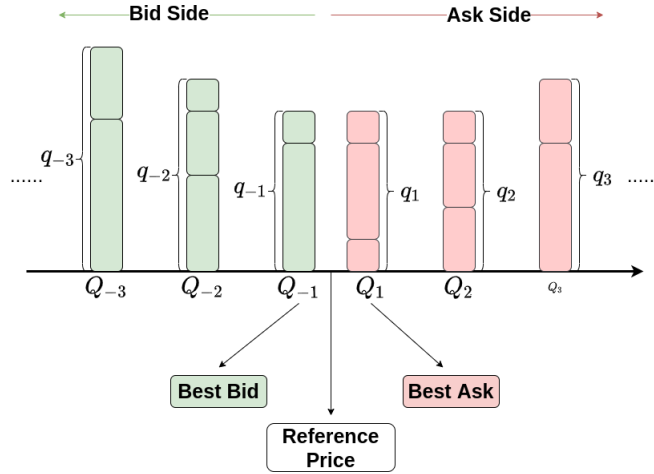 Bid Side
Ask Side
q₋₃
q₋₂
q₋₁
q₁
q₂
q₃
......
.....
Q₋₃
Q₋₂
Q₋₁
Q₁
Q₂
Q₃
Best Bid
Best Ask
Reference
Price